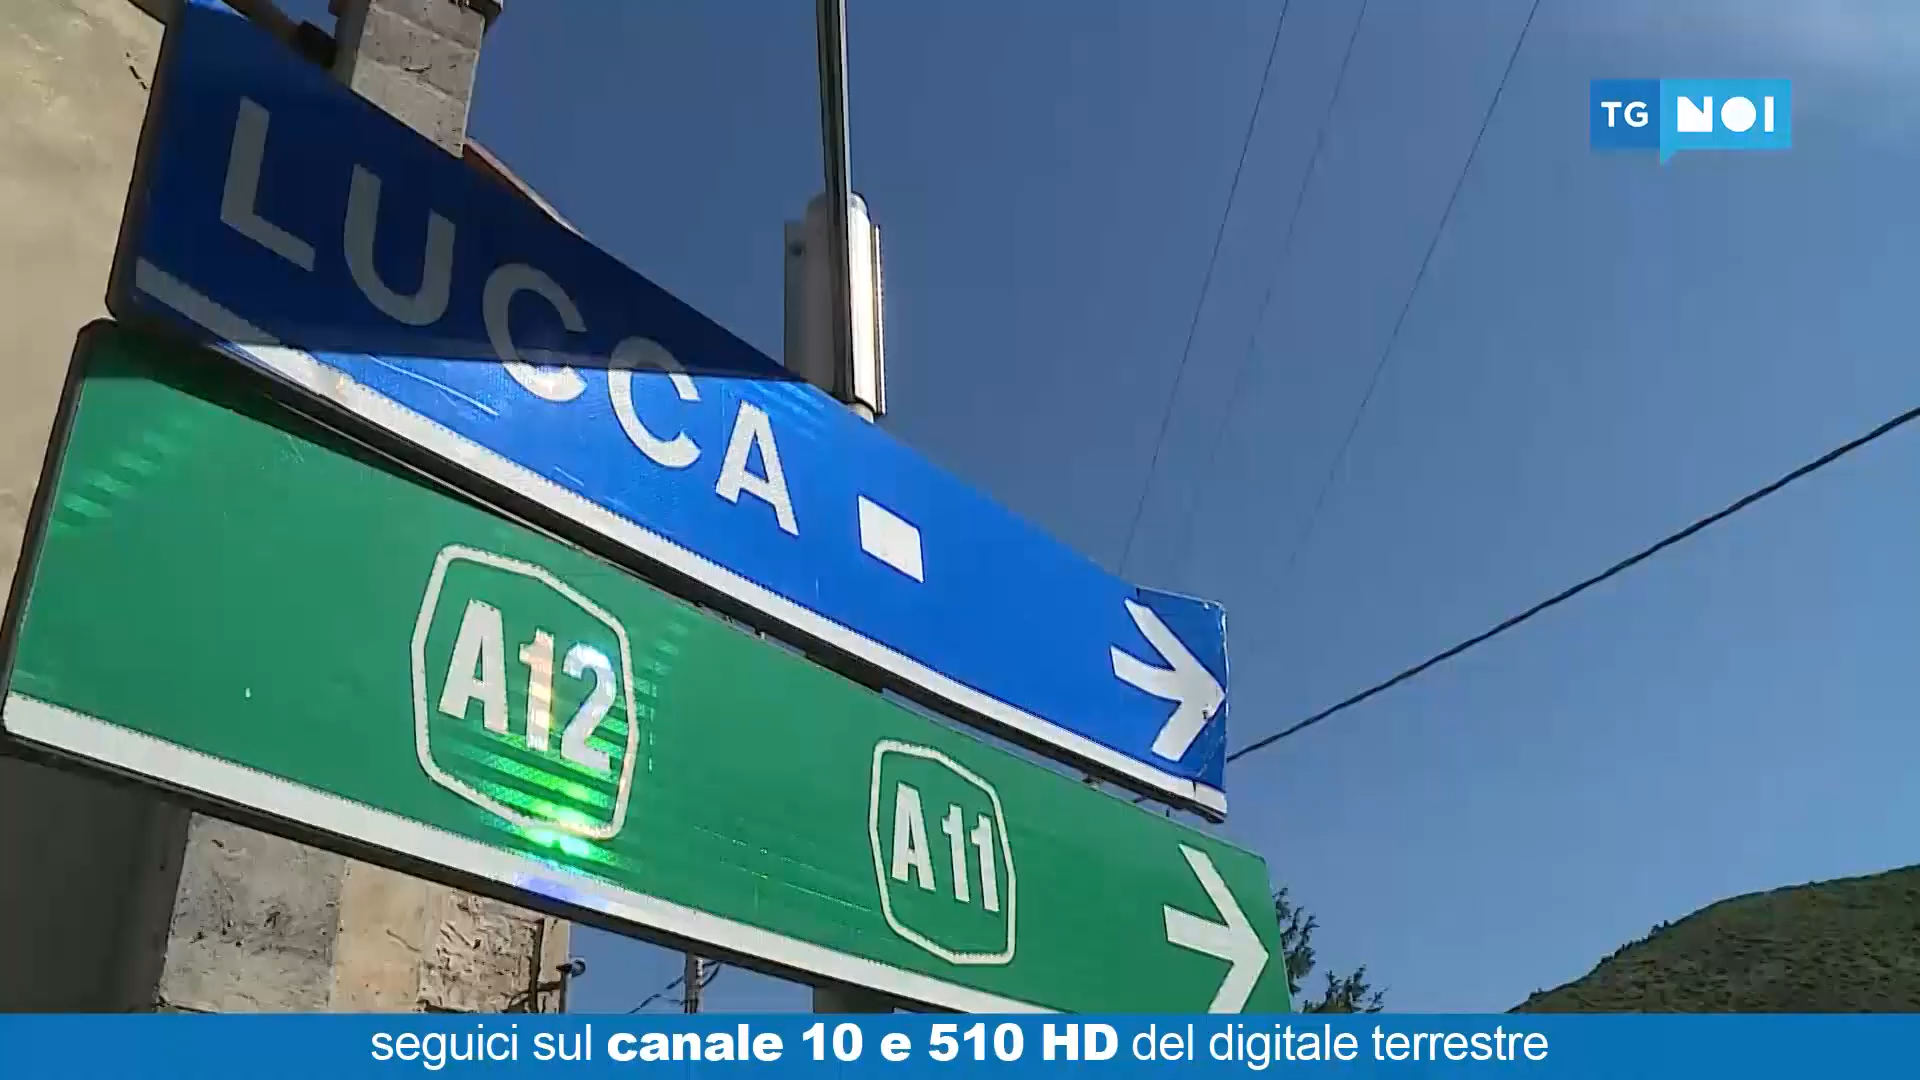 TG NOI
LUCCA
A12
A11
seguici sul canale 10 e 510 HD del digitale terrestre